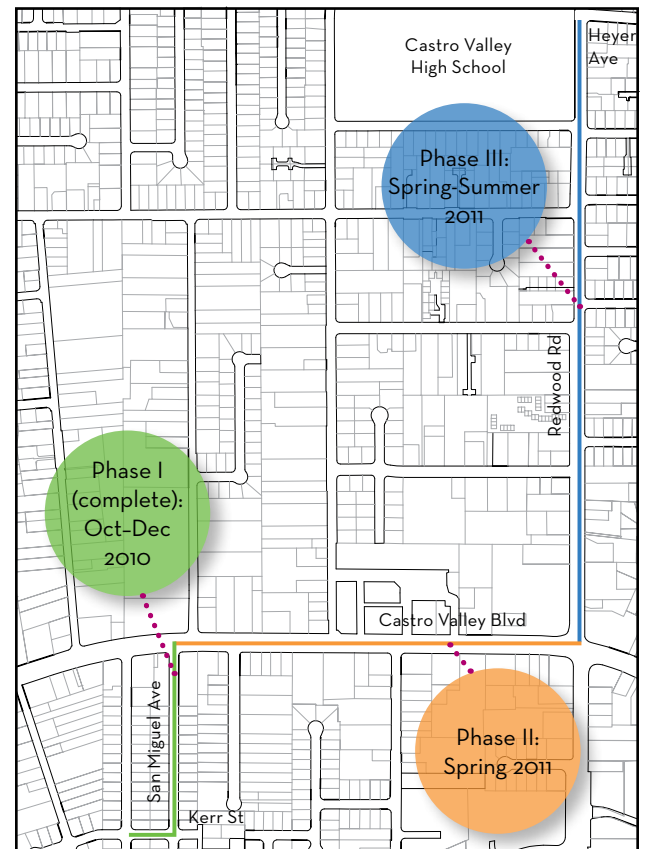 Castro Valley
High School
Heyer
Ave
Phase III:
Spring-Summer
2011
Redwood Rd
Phase I
(complete):
Oct-Dec
2010
Castro Valley Blvd
San Miguel Ave
Phase II:
Spring 2011
Kerr St